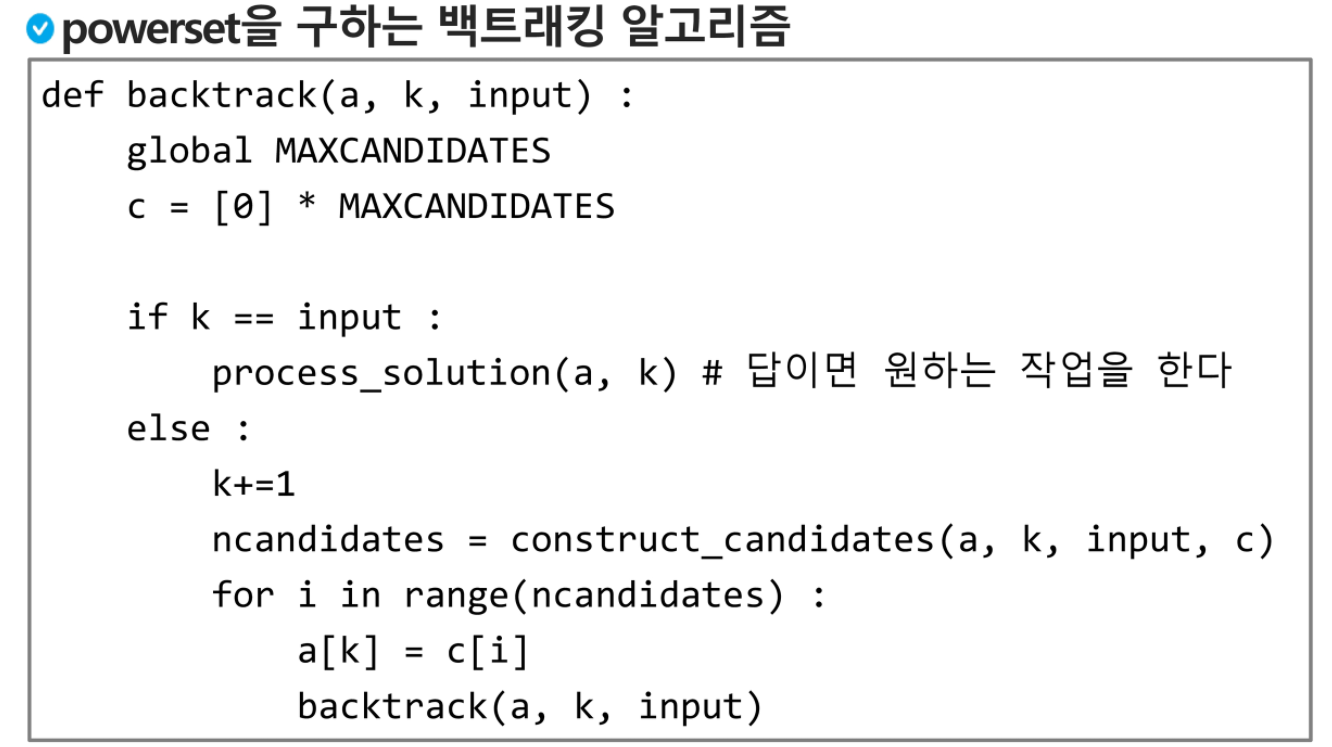 powerset을 구하는 백트래킹 알고리즘
def backtrack(a, k, input) :
    global MAXCANDIDATES
    c = [0] * MAXCANDIDATES

    if k == input :
        process_solution(a, k) # 답이면 원하는 작업을 한다
    else :
        k+=1
        ncandidates = construct_candidates(a, k, input, c)
        for i in range(ncandidates) :
            a[k] = c[i]
            backtrack(a, k, input)